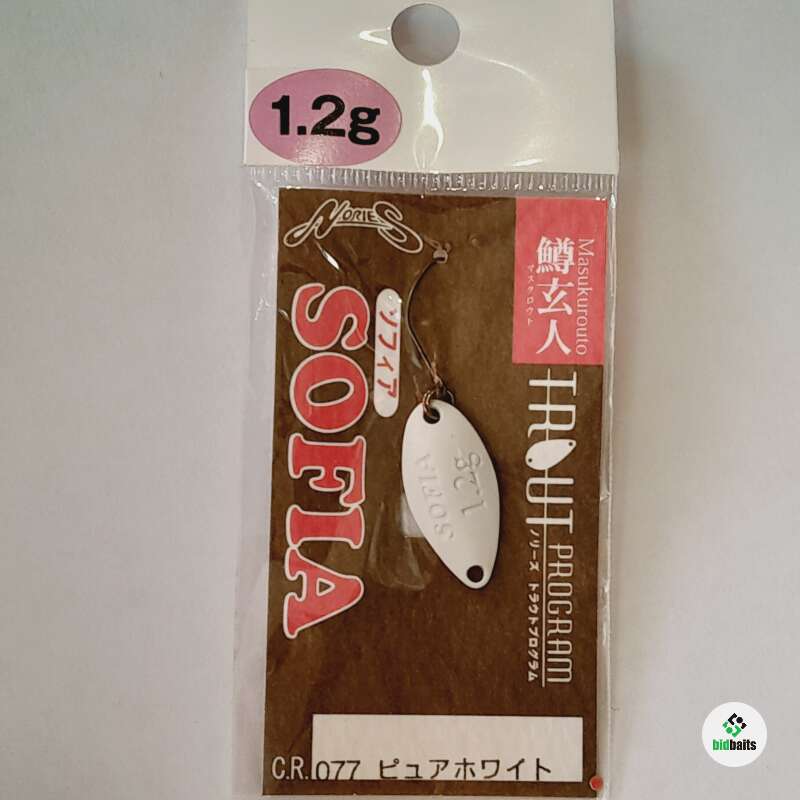 1.2g
NORIES
鱒玄人
マスクロウト
Masukurouto
ソフィア
SOFIA
TROUT PROGRAM
ノリーズ トラウトプログラム
1.2g
SOFIA
C.R. 077 ピュアホワイト
bidbaits